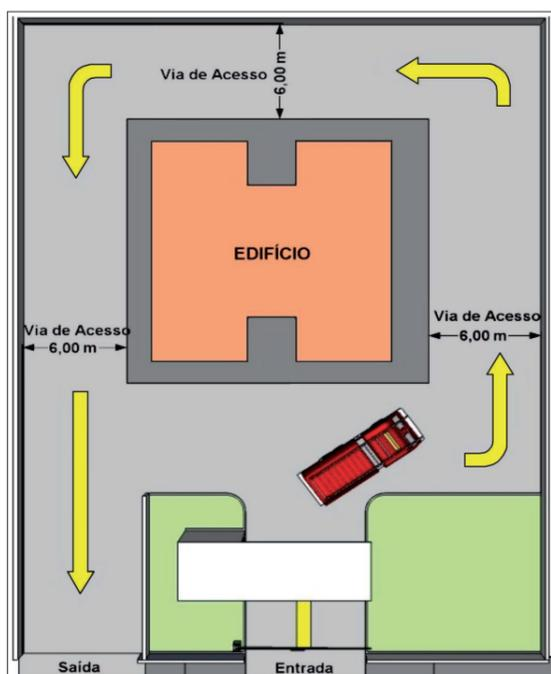 Via de Acesso
6,00 m
EDIFÍCIO
Via de Acesso
6,00 m
Via de Acesso
6,00 m
Saída
Entrada